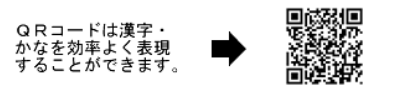 ＱＲコードは漢字・
かなを効率よく表現
することができます。